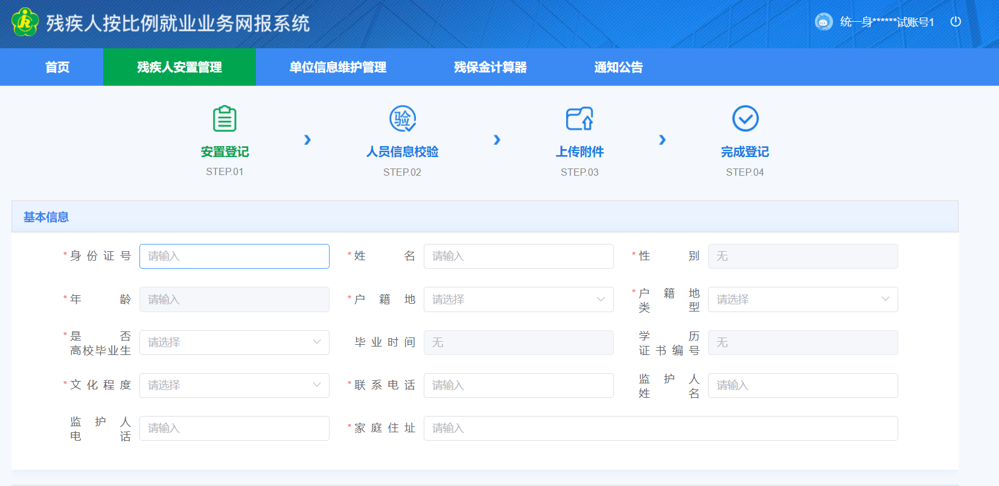 残疾人按比例就业业务网报系统
统一身******试账号1
首页 残疾人安置管理 单位信息维护管理 残保金计算器 通知公告
验
安置登记 人员信息校验 上传附件 完成登记
STEP.01 STEP.02 STEP.03 STEP.04
基本信息
*身份证号 请输入 *姓名 请输入 *性别 无
*年龄 请输入 *户籍地 请选择 *户籍地类型 请选择
*是否高校毕业生 请选择 毕业时间 无 学历证书编号 无
*文化程度 请选择 *联系电话 请输入 监护人姓名 请输入
监护人电话 请输入 *家庭住址 请输入